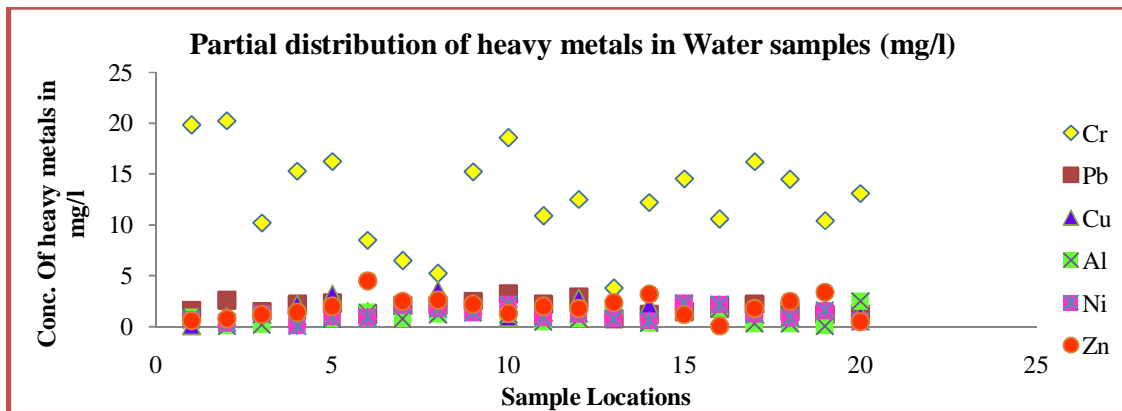 Partial distribution of heavy metals in Water samples (mg/l)
Conc. Of heavy metals in
mg/l
25
20
15
10
5
0
0 5 10 15 20 25
Sample Locations
Cr
Pb
Cu
Al
Ni
Zn